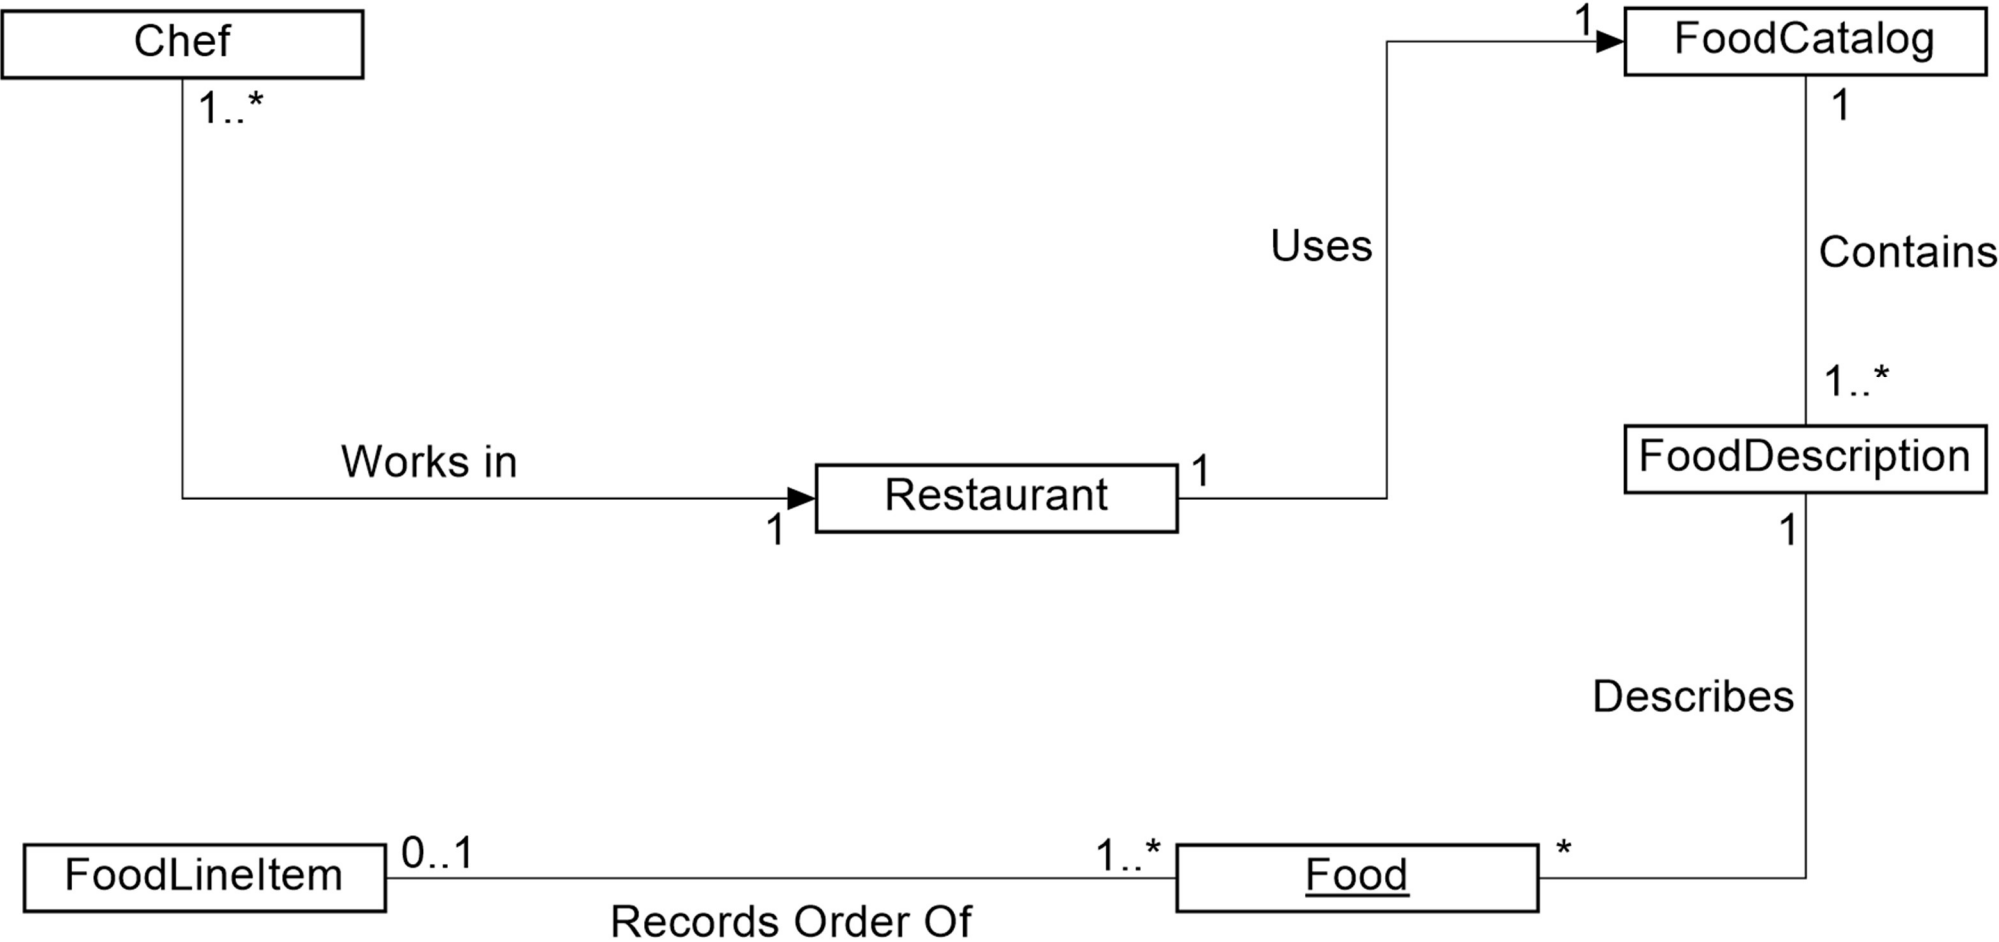 Chef
1..*
1
FoodCatalog
1
Uses
Contains
1..*
FoodDescription
Works in
1
Restaurant
1
1
Describes
FoodLineItem
0..1
1..*
Food
*
Records Order Of